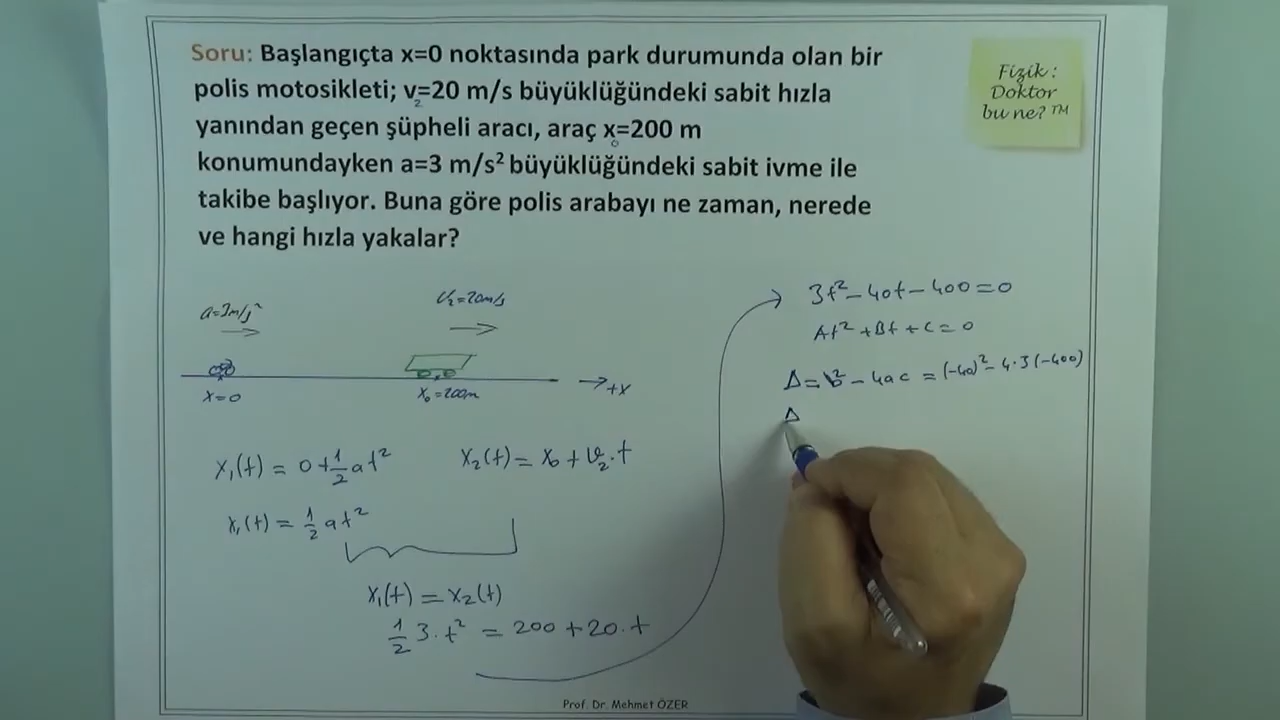 Soru: Başlangıçta x=0 noktasında park durumunda olan bir
polis motosikleti; v₂=20 m/s büyüklüğündeki sabit hızla
yanından geçen şüpheli aracı, araç x₀=200 m
konumundayken a=3 m/s² büyüklüğündeki sabit ivme ile
takibe başlıyor. Buna göre polis arabayı ne zaman, nerede
ve hangi hızla yakalar?
Fizik :
Doktor
bu ne? ™
a=3m/s²
v₂=20m/s
x=0
x₀=200m
+x
x₁(t) = 0+½at²
x₂(t) = x₀+v₂.t
x₁(t) = ½at²
x₁(t) = x₂(t)
½ 3.t² = 200+20.t
3t²-40t-400=0
At²+Bt+C=0
Δ=b²-4ac =(-40)²-4.3(-400)
Δ
Prof. Dr. Mehmet ÖZER